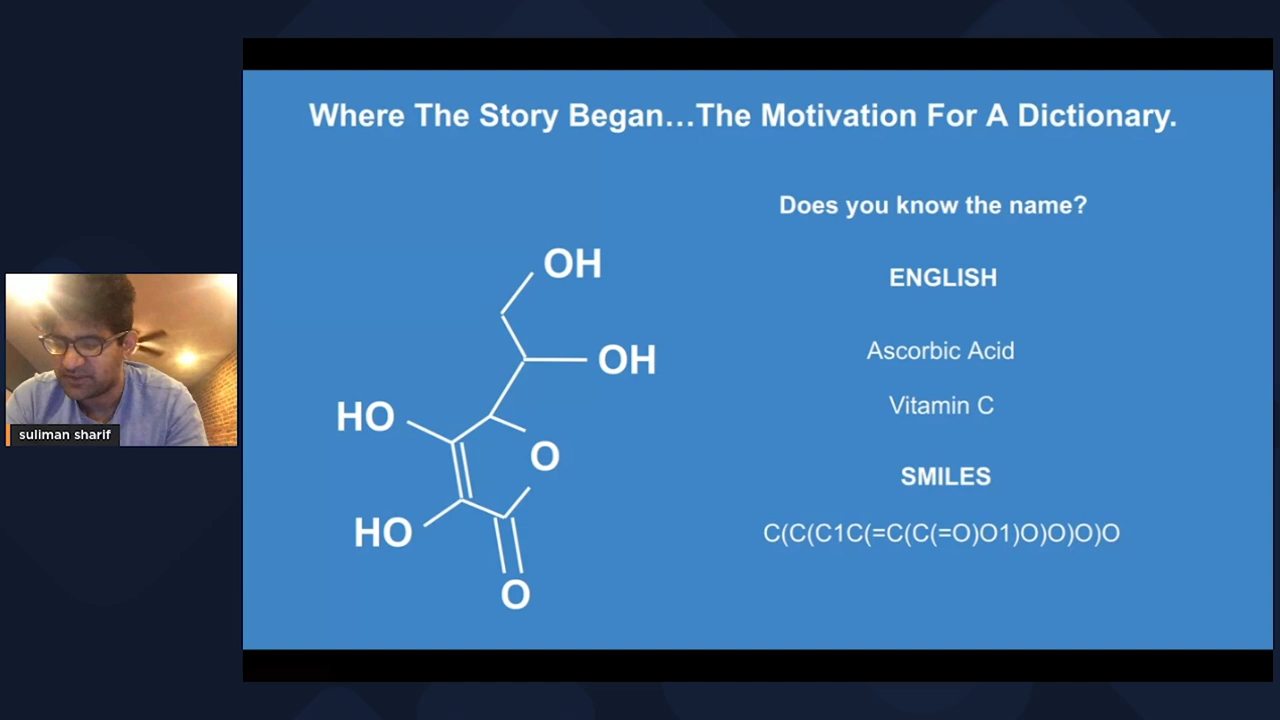 Where The Story Began...The Motivation For A Dictionary.
Does you know the name?
ENGLISH
Ascorbic Acid
Vitamin C
SMILES
C(C(C1C(=C(C(=O)O1)O)O)O)O
OH
OH
HO
O
HO
O
suliman sharif